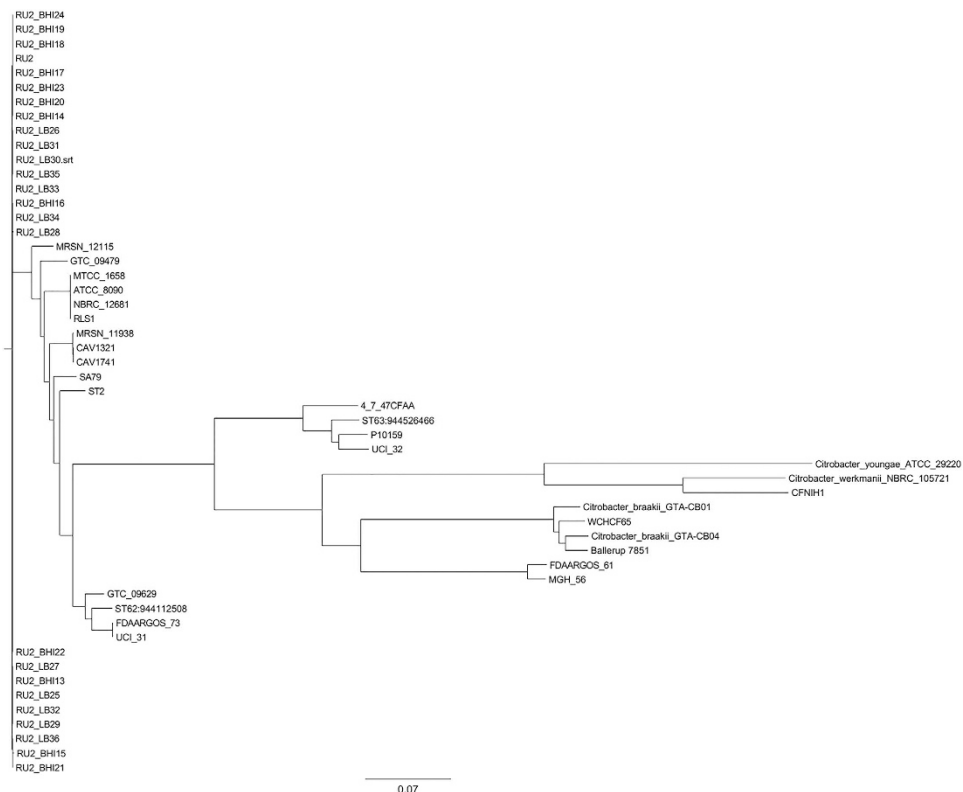 RU2_BHI24
RU2_BHI19
RU2_BHI18
RU2
RU2_BHI17
RU2_BHI23
RU2_BHI20
RU2_BHI14
RU2_LB26
RU2_LB31
RU2_LB30.srt
RU2_LB35
RU2_LB33
RU2_BHI16
RU2_LB34
RU2_LB28
MRSN_12115
GTC_09479
MTCC_1658
ATCC_8090
NBRC_12681
RLS1
MRSN_11938
CAV1321
CAV1741
SA79
ST2
4_7_47CFAA
ST63:944526466
P10159
UCI_32
Citrobacter_youngae_ATCC_29220
Citrobacter_werkmanii_NBRC_105721
CFNIH1
Citrobacter_braakii_GTA-CB01
WCHCF65
Citrobacter_braakii_GTA-CB04
Ballerup 7851
FDAARGOS_61
MGH_56
GTC_09629
ST62:944112508
FDAARGOS_73
UCI_31
RU2_BHI22
RU2_LB27
RU2_BHI13
RU2_LB25
RU2_LB32
RU2_LB29
RU2_LB36
RU2_BHI15
RU2_BHI21
0.07